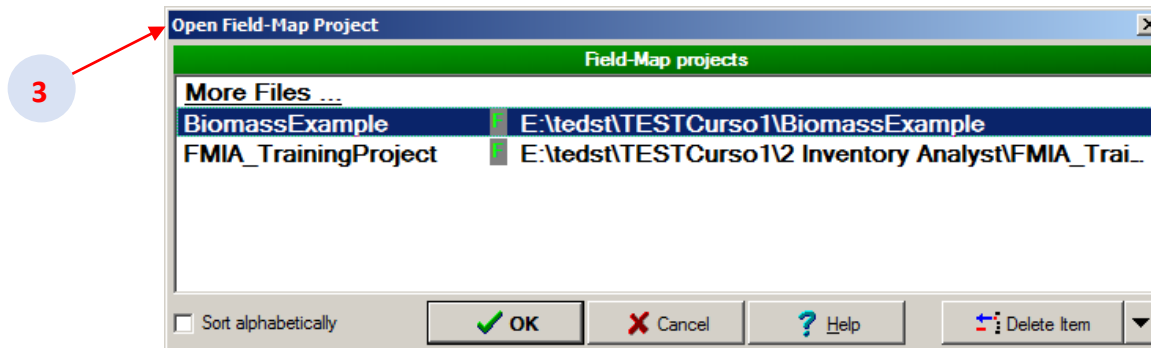 Open Field-Map Project
Field-Map projects
3
More Files ...
BiomassExample F E:\tedst\TESTCurso1\BiomassExample
FMIA_TrainingProject F E:\tedst\TESTCurso1\2 Inventory Analyst\FMIA_Trai...
Sort alphabetically OK Cancel ? Help Delete Item